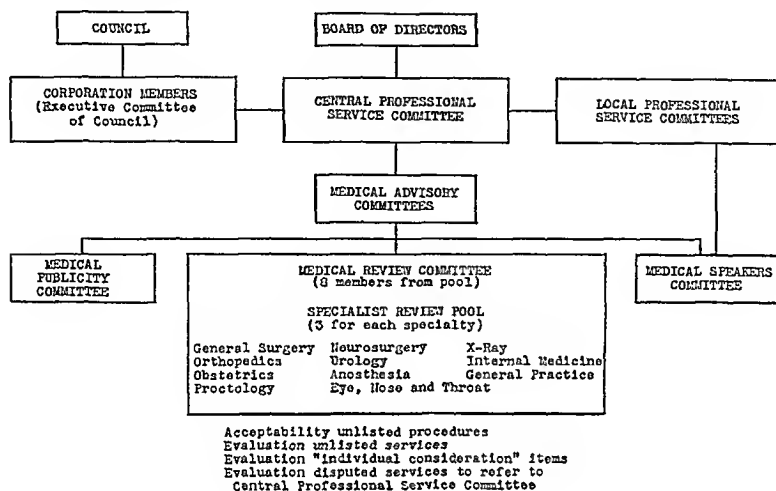 COUNCIL
BOARD OF DIRECTORS
CORPORATION MEMBERS
(Executive Committee
of Council)
CENTRAL PROFESSIONAL
SERVICE COMMITTEE
LOCAL PROFESSIONAL
SERVICE COMMITTEES
MEDICAL ADVISORY
COMMITTEES
MEDICAL
PUBLICITY
COMMITTEE
MEDICAL REVIEW COMMITTEE
(8 members from pool)
SPECIALIST REVIEW POOL
(3 for each specialty)
General Surgery Neurosurgery X-Ray
Orthopedics Urology Internal Medicine
Obstetrics Anosthesia General Practice
Proctology Eye, Nose and Throat
MEDICAL SPEAKERS
COMMITTEE
Acceptability unlisted procedures
Evaluation unlisted services
Evaluation "individual consideration" items
Evaluation disputed services to refer to
Central Professional Service Committee